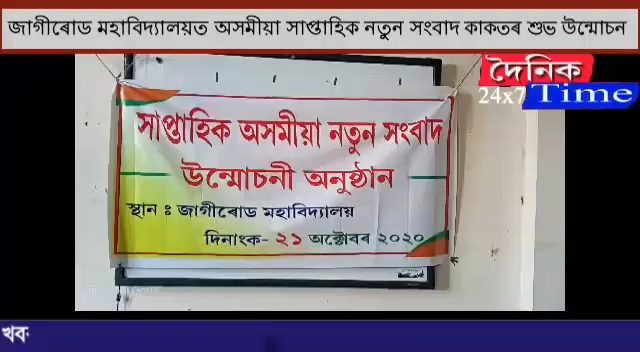 জাগীৰোড মহাবিদ্যালয়ত অসমীয়া সাপ্তাহিক নতুন সংবাদ কাকতৰ শুভ উন্মোচন
দৈনিক
24x7 Time
সাপ্তাহিক অসমীয়া নতুন সংবাদ
উন্মোচনী অনুষ্ঠান
স্থান ঃ জাগীৰোড মহাবিদ্যালয়
দিনাংক- ২১ অক্টোবৰ ২০২০
খবৰ